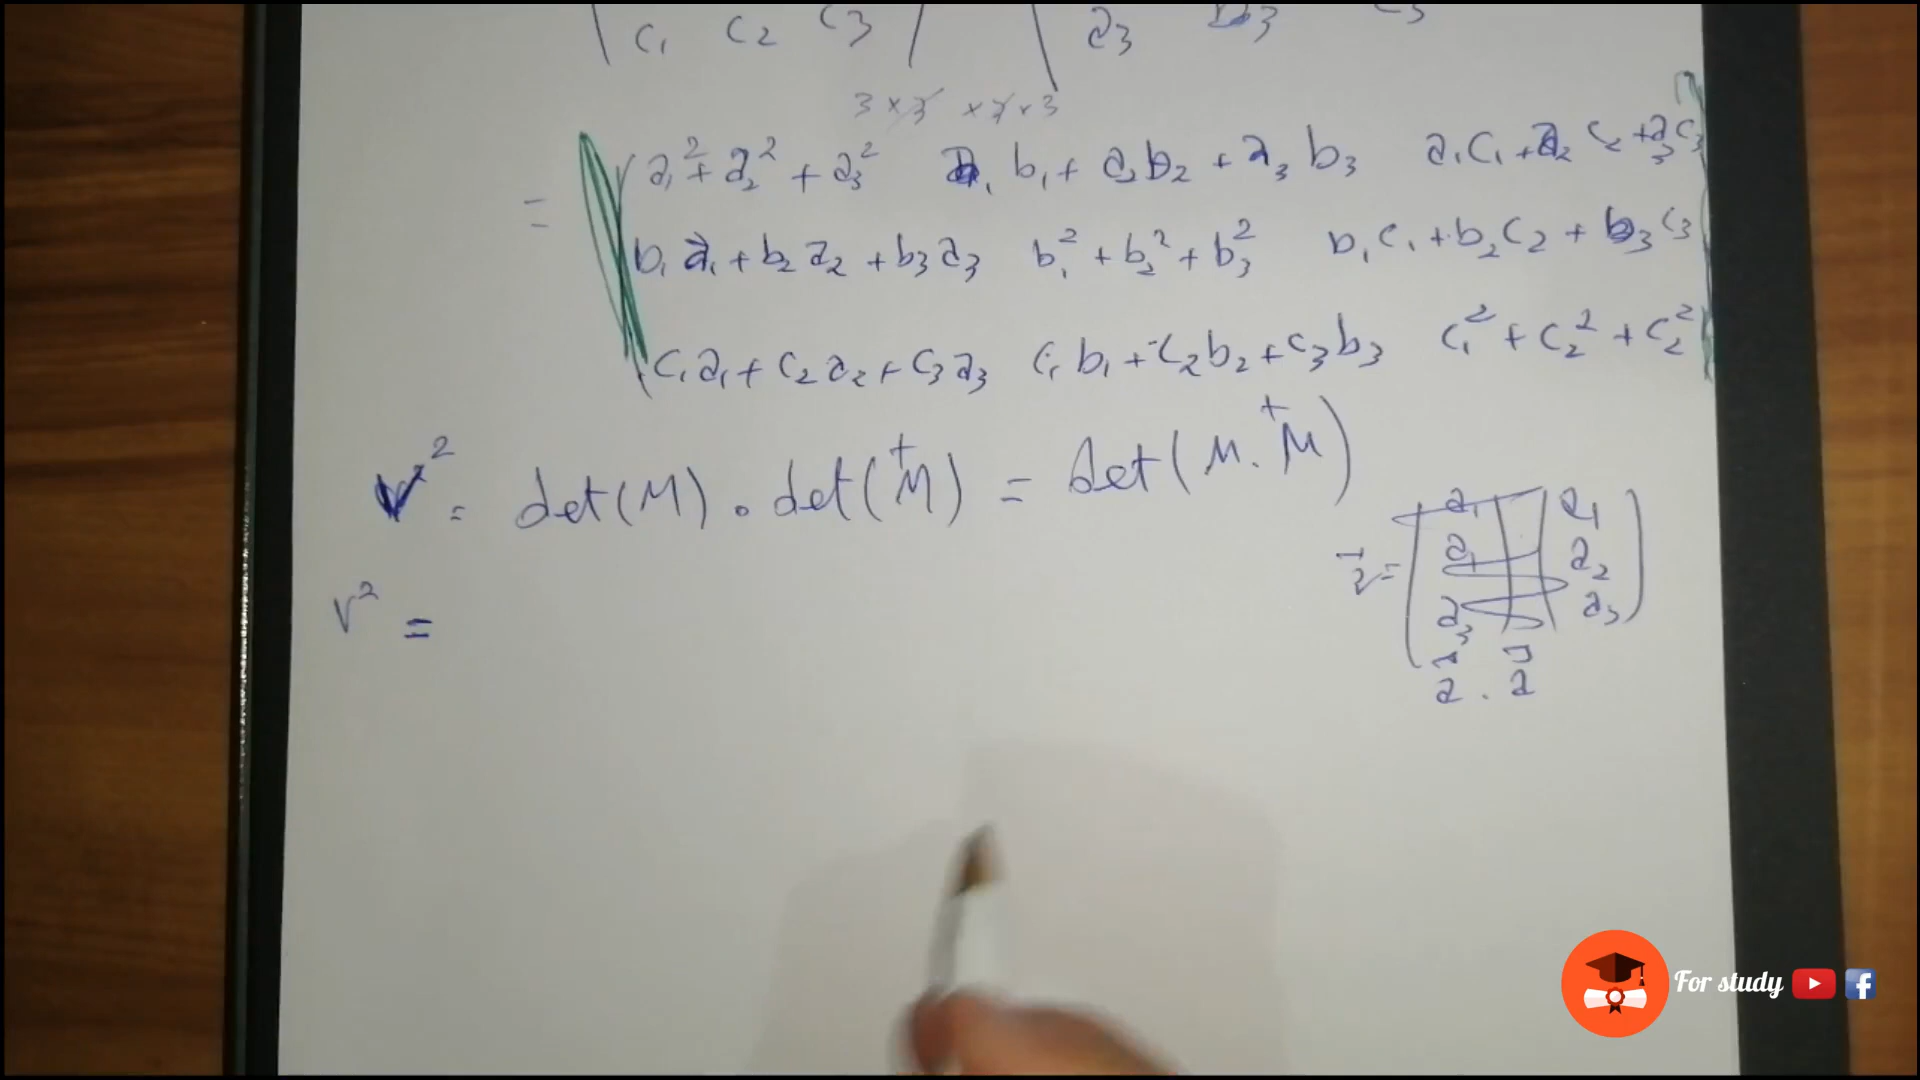 c₁ c₂ c₃ a₃ b₃ c₃
3×3 ×3×3
= a₁²+a₂²+a₃² a₁b₁+a₂b₂+a₃b₃ a₁c₁+a₂c₂+a₃c₃
b₁a₁+b₂a₂+b₃a₃ b₁²+b₂²+b₃² b₁c₁+b₂c₂+b₃c₃
c₁a₁+c₂a₂+c₃a₃ c₁b₁+c₂b₂+c₃b₃ c₁²+c₂²+c₂²
V² = det(M).det(ᵗM) = det(M.ᵗM)
a₁ a₁
a₁ a₂
a₃ a₃
a⃗ . a⃗
V² =
For study